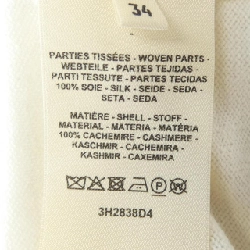 34
PARTIES TISSÉES - WOVEN PARTS -
WEBTEILE - PARTES TEJIDAS -
PARTI TESSUTE - PARTES TECIDAS
100% SOIE - SILK - SEIDE - SEDA -
SETA - SEDA
MATIÈRE - SHELL - STOFF -
MATERIAL - MATERIA - MATÉRIA
100% CACHEMIRE - CASHMERE -
KASCHMIR - CACHEMIRA -
KASHMIR - CAXEMIRA
P
3H2838D4